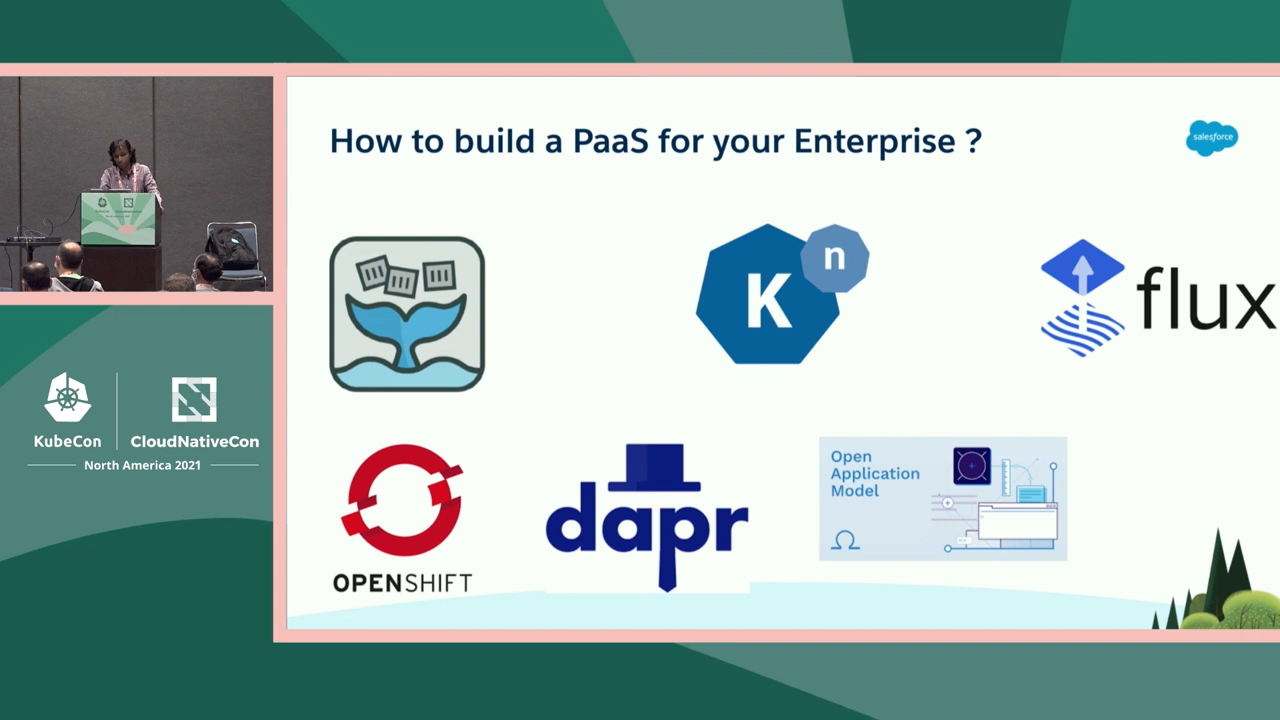 How to build a PaaS for your Enterprise ?
salesforce
K
n
flux
OPENSHIFT
dapr
Open
Application
Model
KubeCon
CloudNativeCon
North America 2021